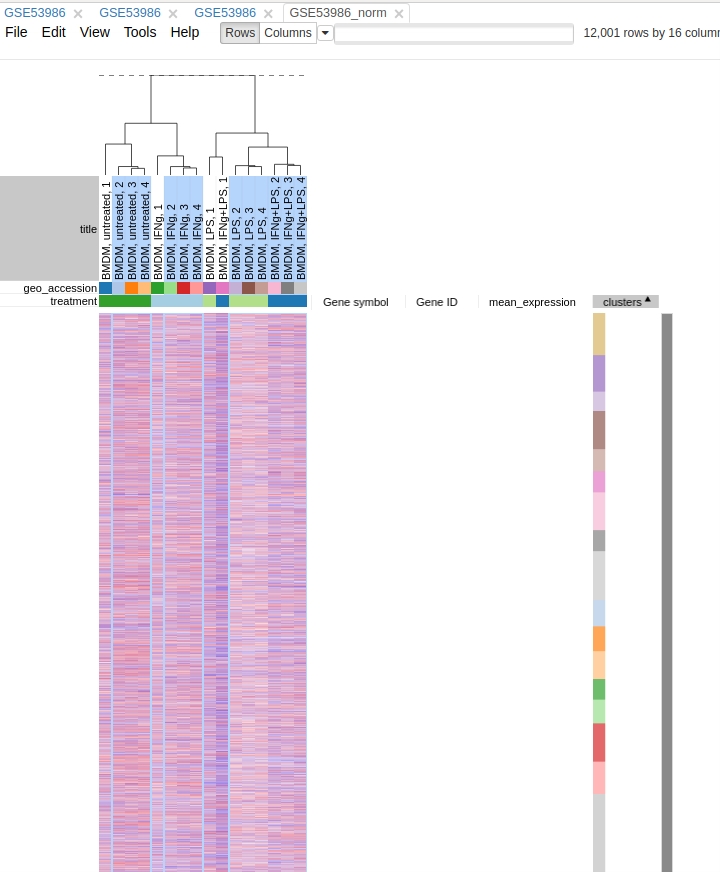 GSE53986 × GSE53986 × GSE53986 × GSE53986_norm ×
File Edit View Tools Help Rows Columns 12,001 rows by 16 colum
title
BMDM, untreated, 1
BMDM, untreated, 2
BMDM, untreated, 3
BMDM, untreated, 4
BMDM, IFNg, 1
BMDM, IFNg, 2
BMDM, IFNg, 3
BMDM, IFNg, 4
BMDM, LPS, 1
BMDM, IFNg+LPS, 1
BMDM, LPS, 2
BMDM, LPS, 3
BMDM, LPS, 4
BMDM, IFNg+LPS, 2
BMDM, IFNg+LPS, 3
BMDM, IFNg+LPS, 4
geo_accession
treatment Gene symbol Gene ID mean_expression clusters